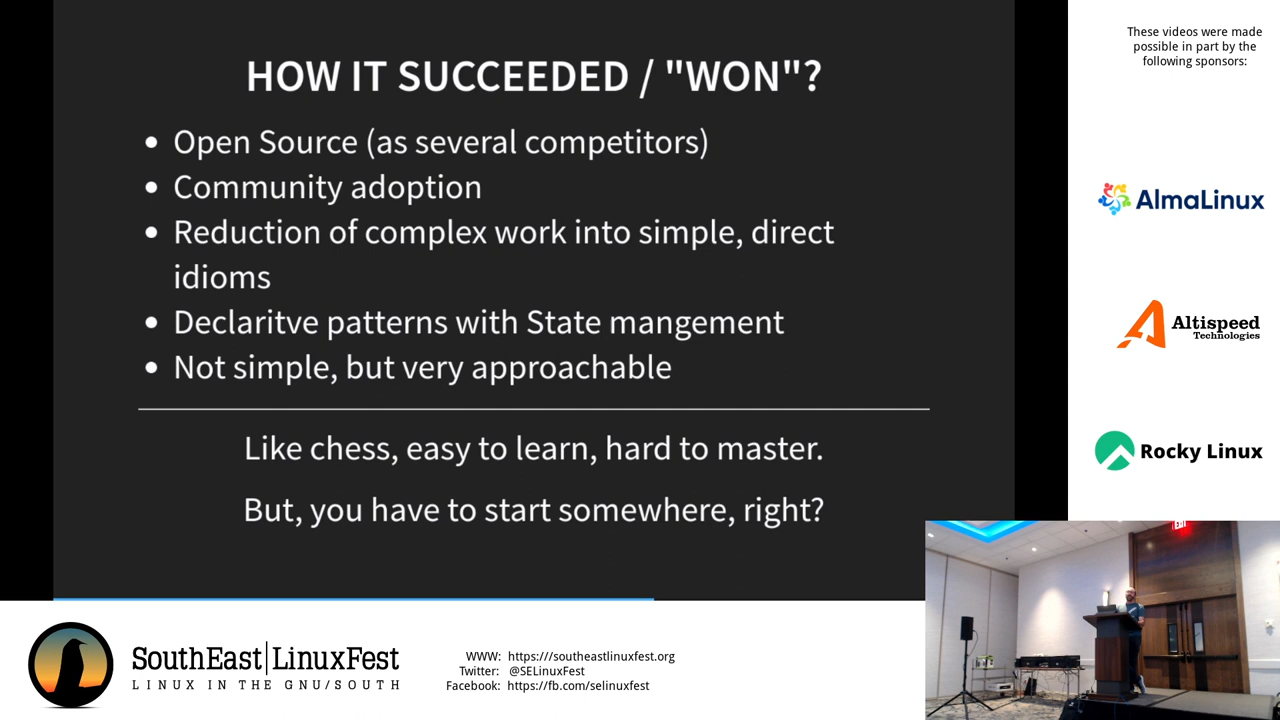 HOW IT SUCCEEDED / "WON"?
• Open Source (as several competitors)
• Community adoption
• Reduction of complex work into simple, direct
idioms
• Declaritve patterns with State mangement
• Not simple, but very approachable
Like chess, easy to learn, hard to master.
But, you have to start somewhere, right?
These videos were made
possible in part by the
following sponsors:
AlmaLinux
Altispeed
Technologies
Rocky Linux
EXIT
SouthEast|LinuxFest
LINUX IN THE GNU/SOUTH
WWW: https://southeastlinuxfest.org
Twitter: @SELinuxFest
Facebook: https://fb.com/selinuxfest